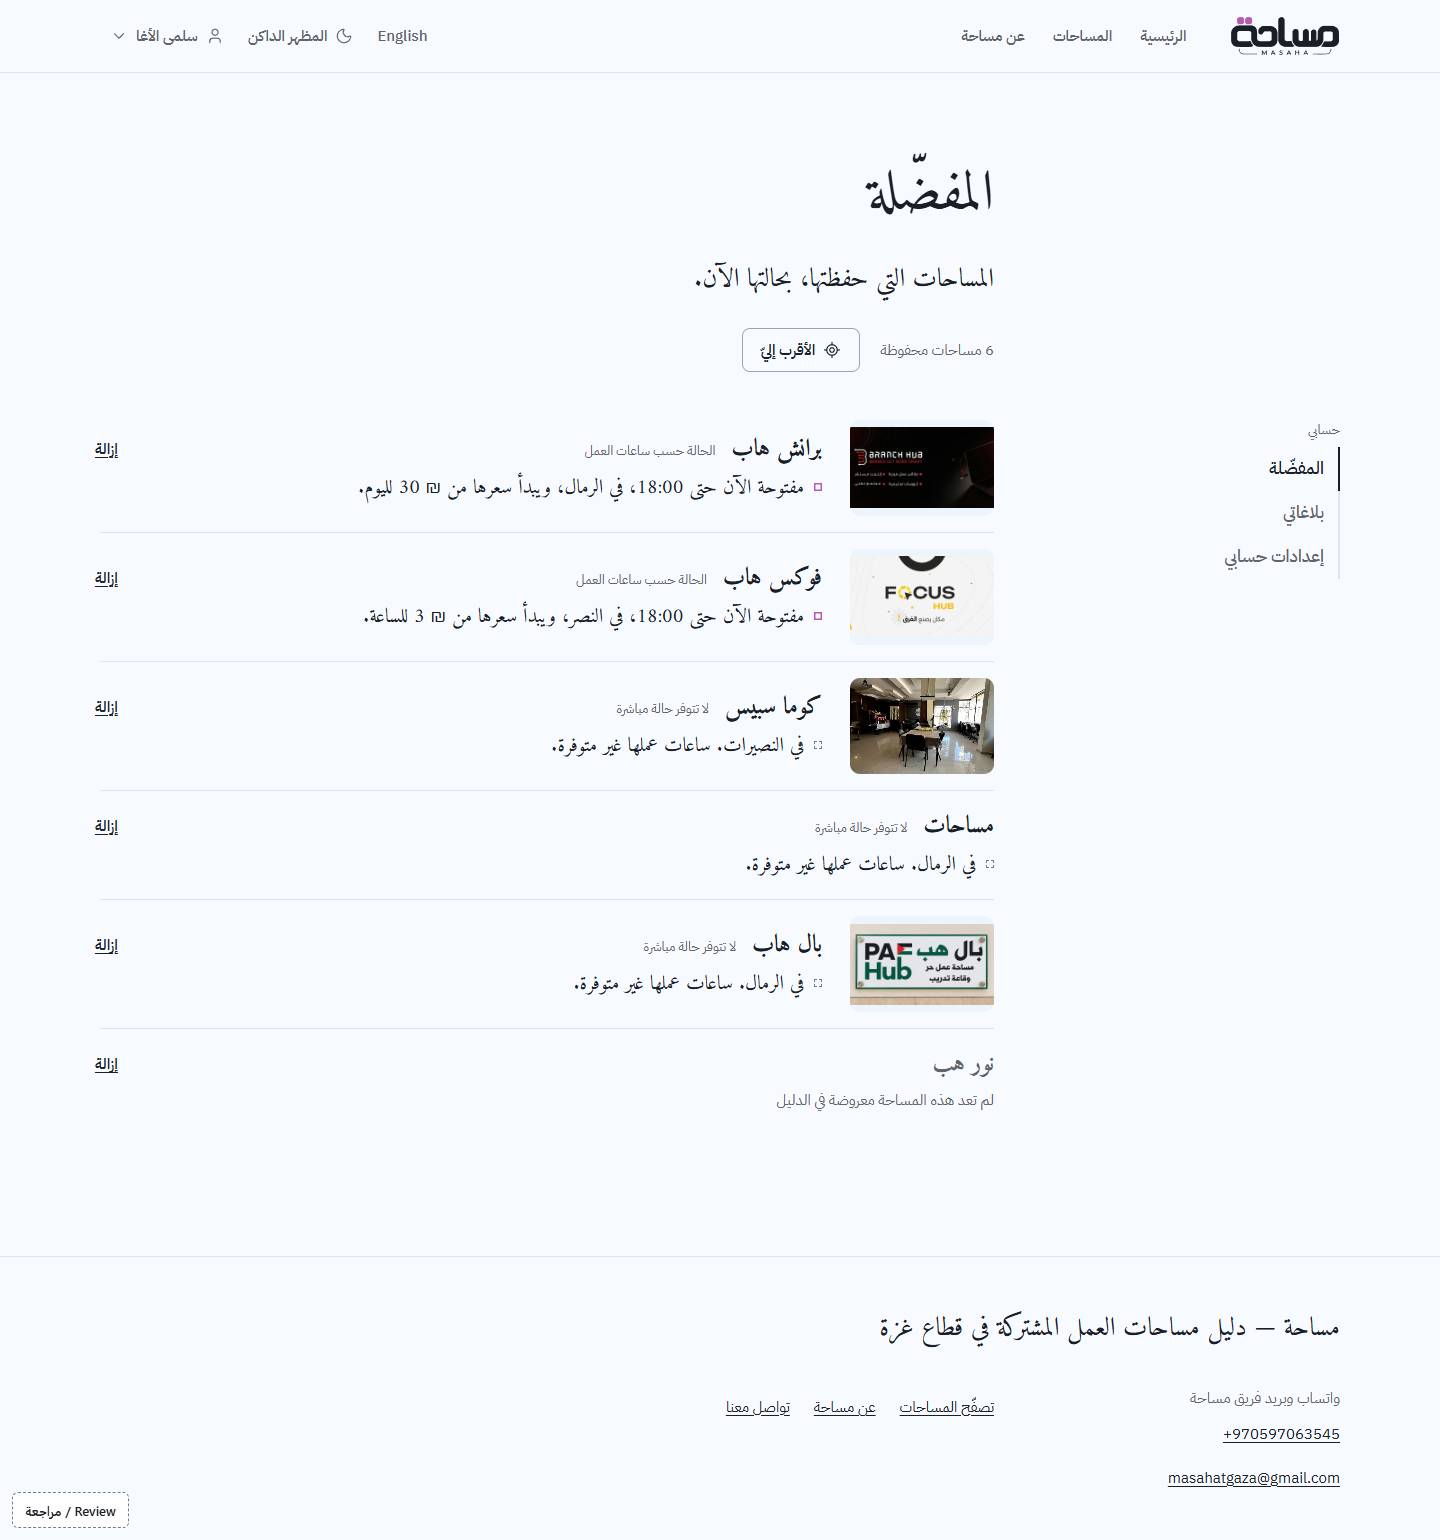 مساحة
MASAHA
الرئيسية
المساحات
عن مساحة
English
المظهر الداكن
سلمى الأغا
المفضّلة
المساحات التي حفظتها، بحالتها الآن.
6 مساحات محفوظة
الأقرب إليّ
حسابي
المفضّلة
بلاغاتي
إعدادات حسابي
BRANCH HUB
برانش هاب
الحالة حسب ساعات العمل
إزالة
مفتوحة الآن حتى 18:00، في الرمال، ويبدأ سعرها من ₪ 30 لليوم.
FOCUS
HUB
مكان يصنع الفرق
فوكس هاب
الحالة حسب ساعات العمل
إزالة
مفتوحة الآن حتى 18:00، في النصر، ويبدأ سعرها من ₪ 3 للساعة.
كوما سبيس
لا تتوفر حالة مباشرة
إزالة
في النصيرات. ساعات عملها غير متوفرة.
مساحات
لا تتوفر حالة مباشرة
إزالة
في الرمال. ساعات عملها غير متوفرة.
بال هب
PAL
Hub
مساحة عمل حر
وقاعة تدريب
بال هاب
لا تتوفر حالة مباشرة
إزالة
في الرمال. ساعات عملها غير متوفرة.
نور هب
إزالة
لم تعد هذه المساحة معروضة في الدليل
مساحة — دليل مساحات العمل المشتركة في قطاع غزة
واتساب وبريد فريق مساحة
+970597063545
masahatgaza@gmail.com
تصفّح المساحات
عن مساحة
تواصل معنا
مراجعة / Review